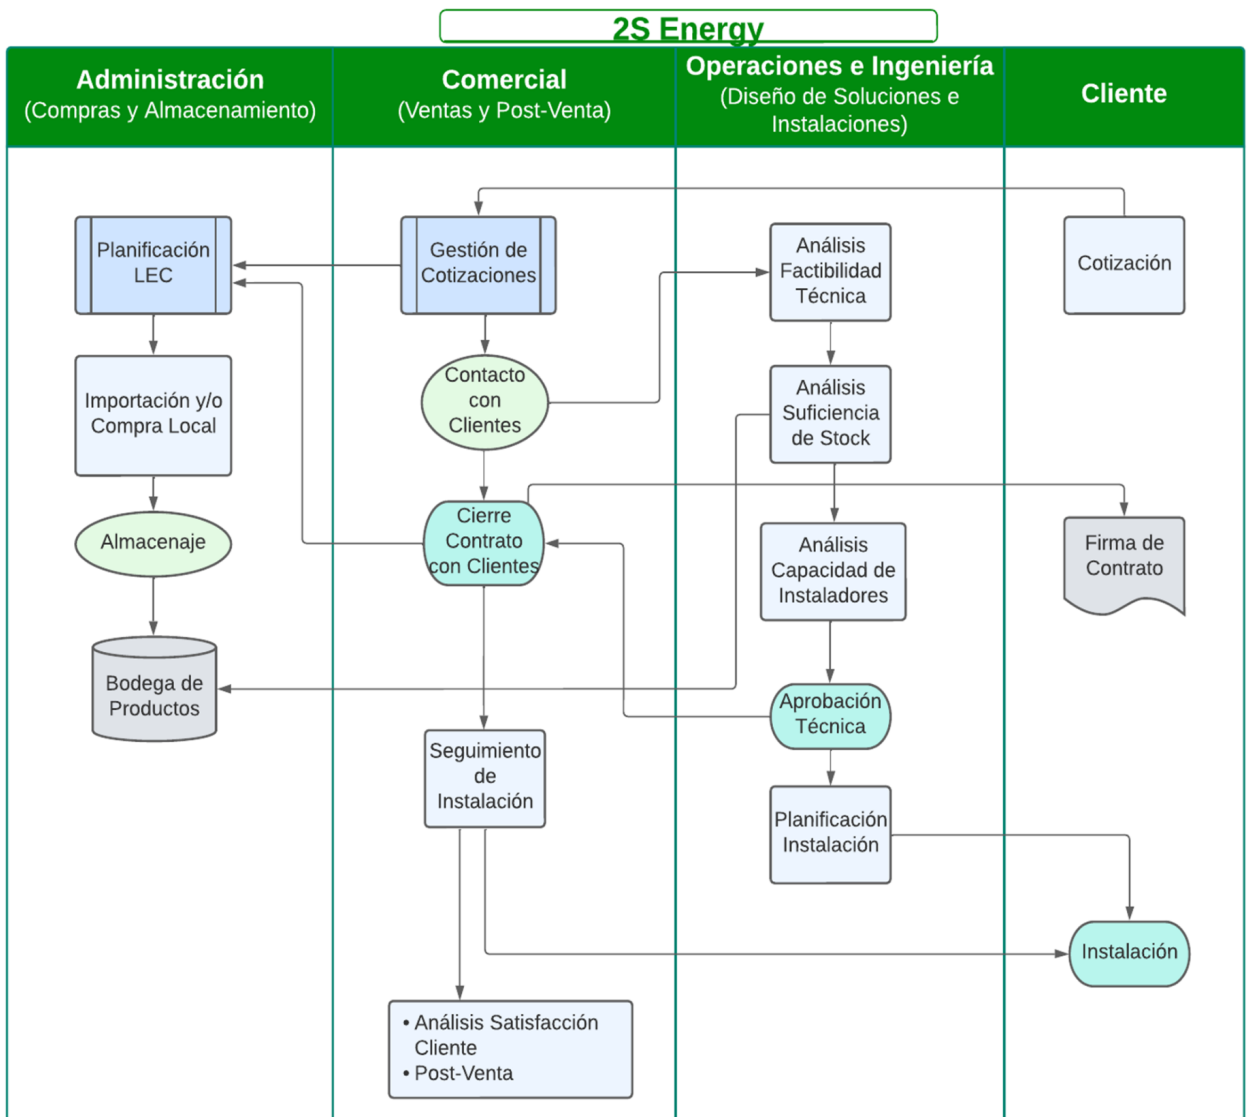 2S Energy
Administración
(Compras y Almacenamiento)
Comercial
(Ventas y Post-Venta)
Operaciones e Ingeniería
(Diseño de Soluciones e
Instalaciones)
Cliente
Planificación
LEC
Importación y/o
Compra Local
Almacenaje
Bodega de
Productos
Gestión de
Cotizaciones
Contacto
con
Clientes
Cierre
Contrato
con Clientes
Seguimiento
de
Instalación
• Análisis Satisfacción
Cliente
• Post-Venta
Análisis
Factibilidad
Técnica
Análisis
Suficiencia
de Stock
Análisis
Capacidad de
Instaladores
Aprobación
Técnica
Planificación
Instalación
Cotización
Firma de
Contrato
Instalación